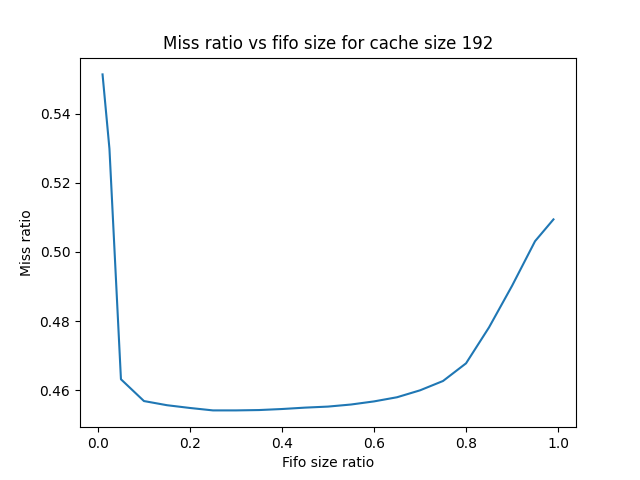 Miss ratio vs fifo size for cache size 192
0.54
0.52
0.50
0.48
0.46
Miss ratio
0.0 0.2 0.4 0.6 0.8 1.0
Fifo size ratio